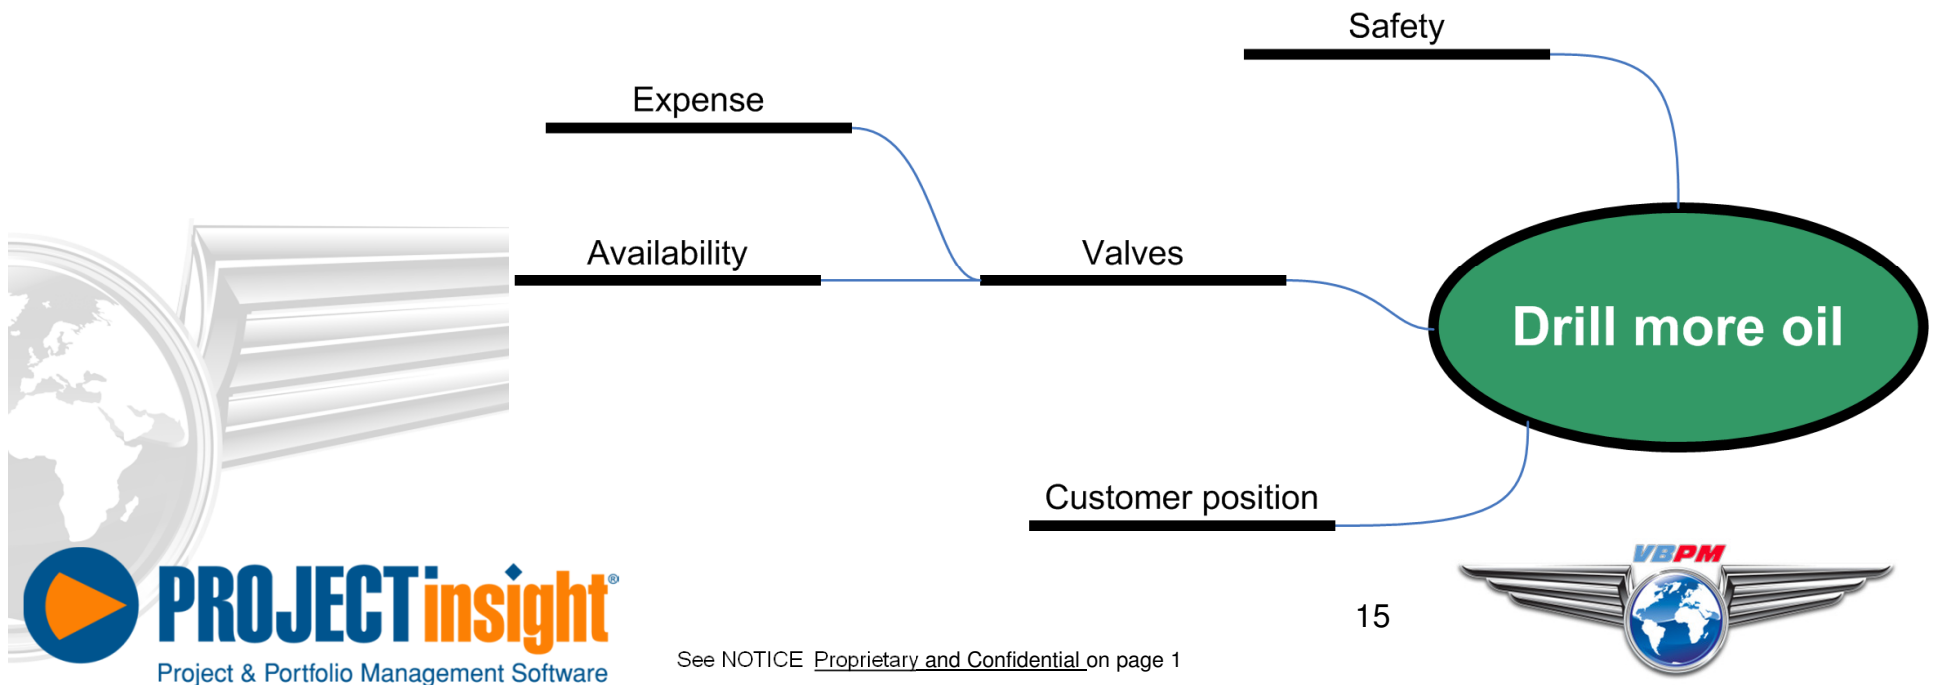 Safety
Expense
Availability
Valves
Drill more oil
Customer position
VBPM
PROJECTinsight®
Project & Portfolio Management Software
15
See NOTICE Proprietary and Confidential on page 1